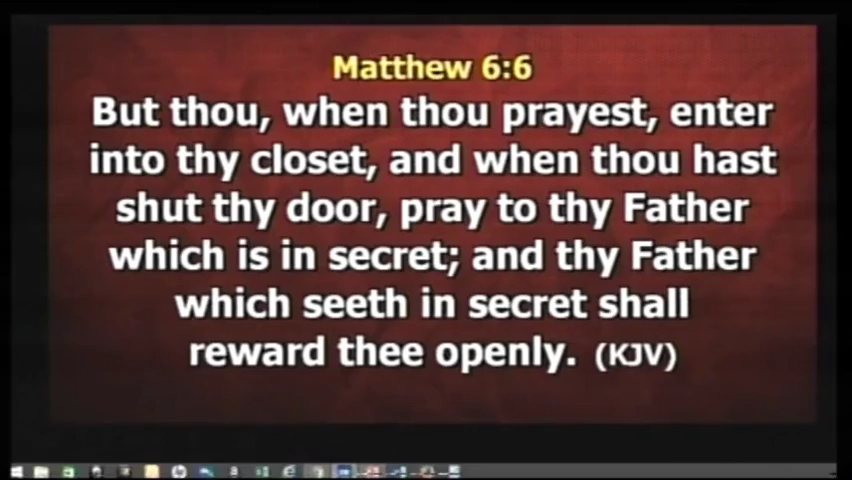 Matthew 6:6
But thou, when thou prayest, enter
into thy closet, and when thou hast
shut thy door, pray to thy Father
which is in secret; and thy Father
which seeth in secret shall
reward thee openly. (KJV)